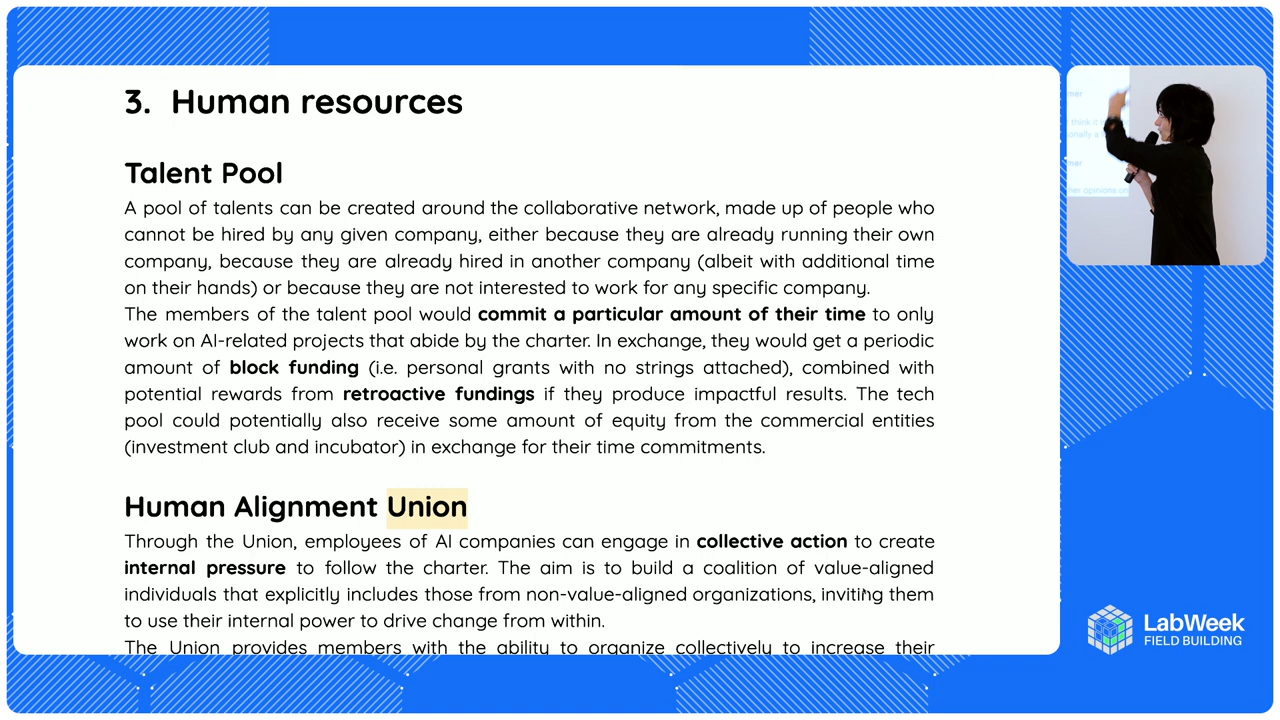 3. Human resources
Talent Pool
A pool of talents can be created around the collaborative network, made up of people who
cannot be hired by any given company, either because they are already running their own
company, because they are already hired in another company (albeit with additional time
on their hands) or because they are not interested to work for any specific company.
The members of the talent pool would commit a particular amount of their time to only
work on AI-related projects that abide by the charter. In exchange, they would get a periodic
amount of block funding (i.e. personal grants with no strings attached), combined with
potential rewards from retroactive fundings if they produce impactful results. The tech
pool could potentially also receive some amount of equity from the commercial entities
(investment club and incubator) in exchange for their time commitments.
Human Alignment Union
Through the Union, employees of AI companies can engage in collective action to create
internal pressure to follow the charter. The aim is to build a coalition of value-aligned
individuals that explicitly includes those from non-value-aligned organizations, inviting them
to use their internal power to drive change from within.
The Union provides members with the ability to organize collectively to increase their
mer
think it i
onally a
mer
her opinions on
LabWeek
FIELD BUILDING